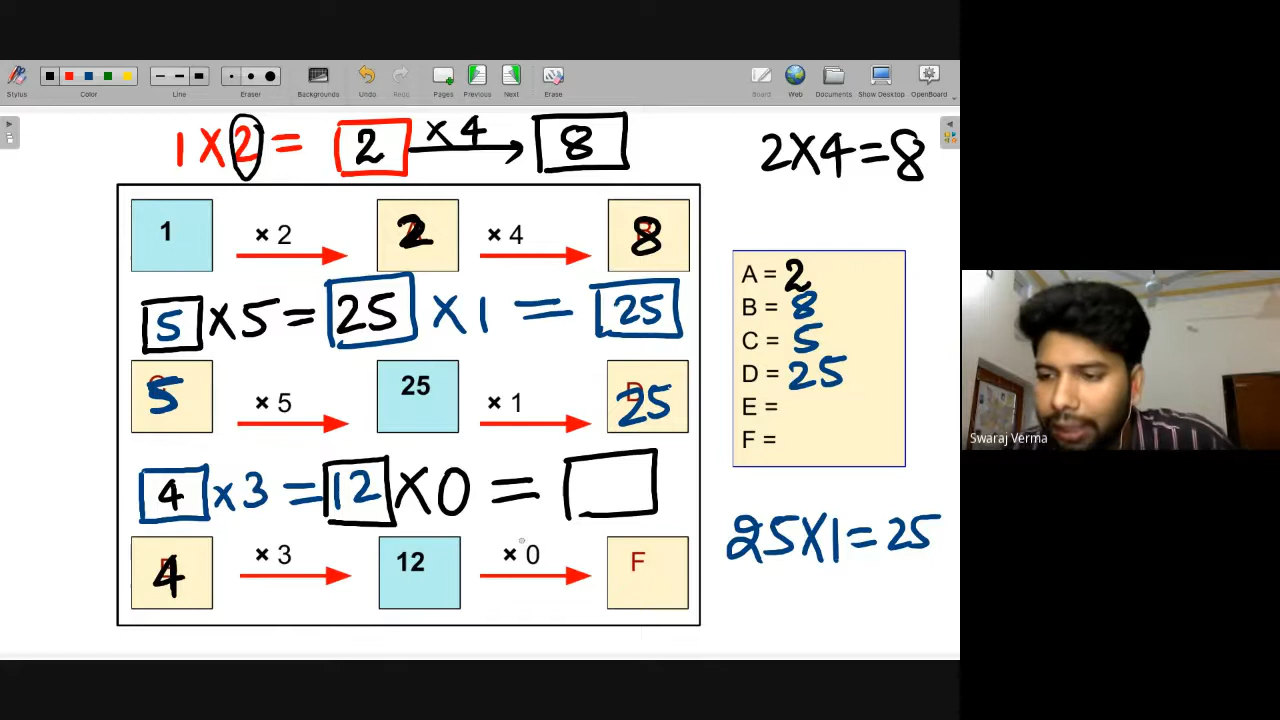 Stylus Color Line Eraser Backgrounds Undo Redo Pages Previous Next Erase Board Web Documents Show Desktop OpenBoard
1 X 2 = 2 X 4 8
2X4=8
1 × 2 2 × 4 8
5 X 5 = 25 X 1 = 25
5 × 5 25 × 1 25
4 x 3 = 12 X 0 =
4 × 3 12 × 0 F
A = 2
B = 8
C = 5
D = 25
E =
F =
25X1=25
Swaraj Verma